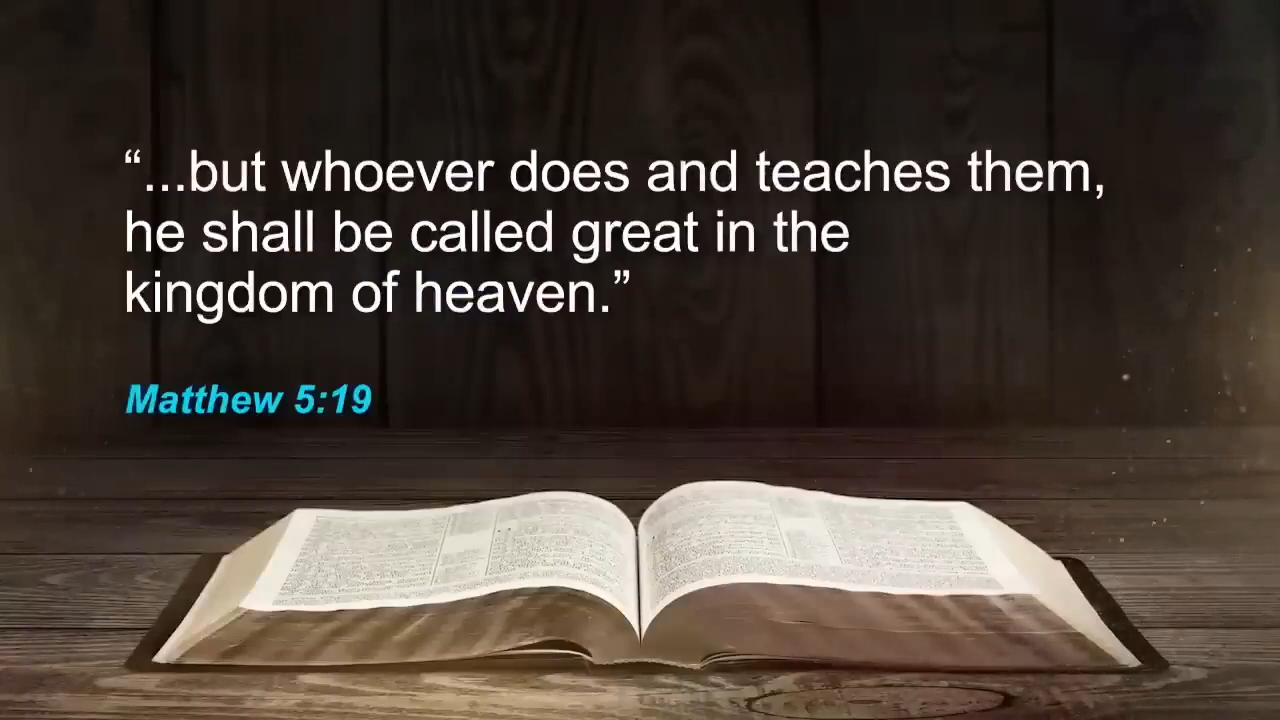 “...but whoever does and teaches them,
he shall be called great in the
kingdom of heaven.”
Matthew 5:19